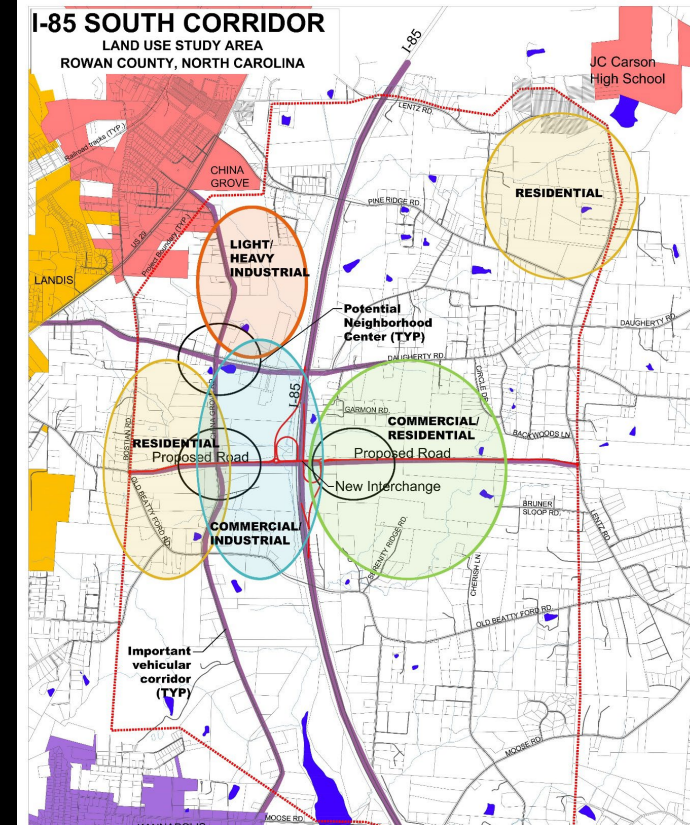 I-85 SOUTH CORRIDOR
LAND USE STUDY AREA
ROWAN COUNTY, NORTH CAROLINA
I-85
JC Carson
High School
LENTZ RD.
Railroad tracks (TYP.)
CHINA
GROVE
RESIDENTIAL
PINE RIDGE RD.
US 29
Project Boundary (TYP.)
LIGHT/
HEAVY
INDUSTRIAL
LANDIS
Potential
Neighborhood
Center (TYP)
DAUGHERTY RD.
DAUGHERTY RD.
I-85
CIRCLE DR.
GARMON RD.
BOSTIAN RD.
COMMERCIAL/
RESIDENTIAL
BACKWOODS LN.
RESIDENTIAL
Proposed Road
Proposed Road
New Interchange
OLD BEATTY FORD RD.
BRUNER
SLOOP RD.
LENTZ RD.
COMMERCIAL/
INDUSTRIAL
SERENITY RIDGE RD.
CHERISH LN.
OLD BEATTY FORD RD.
Important
vehicular
corridor
(TYP)
MOOSE RD.
MOOSE RD.